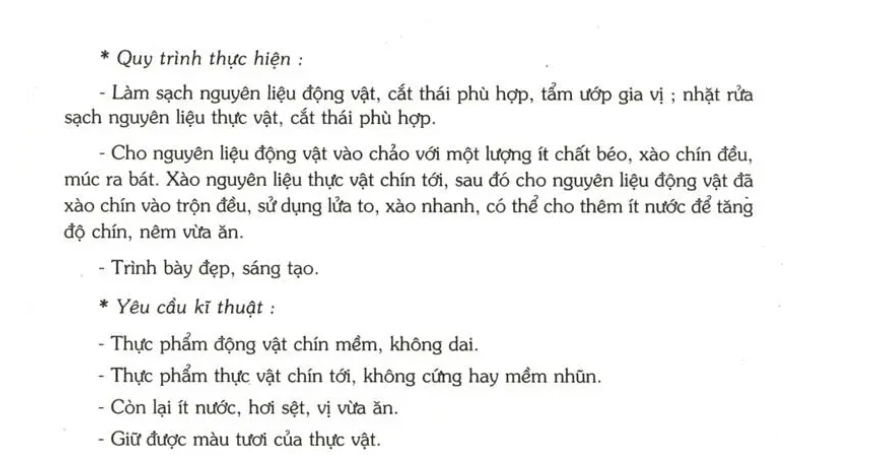 * Quy trình thực hiện :
- Làm sạch nguyên liệu động vật, cắt thái phù hợp, tẩm ướp gia vị ; nhặt rửa
sạch nguyên liệu thực vật, cắt thái phù hợp.
- Cho nguyên liệu động vật vào chảo với một lượng ít chất béo, xào chín đều,
múc ra bát. Xào nguyên liệu thực vật chín tới, sau đó cho nguyên liệu động vật đã
xào chín vào trộn đều, sử dụng lửa to, xào nhanh, có thể cho thêm ít nước để tăng
độ chín, nêm vừa ăn.
- Trình bày đẹp, sáng tạo.
* Yêu cầu kĩ thuật :
- Thực phẩm động vật chín mềm, không dai.
- Thực phẩm thực vật chín tới, không cứng hay mềm nhũn.
- Còn lại ít nước, hơi sệt, vị vừa ăn.
- Giữ được màu tươi của thực vật.